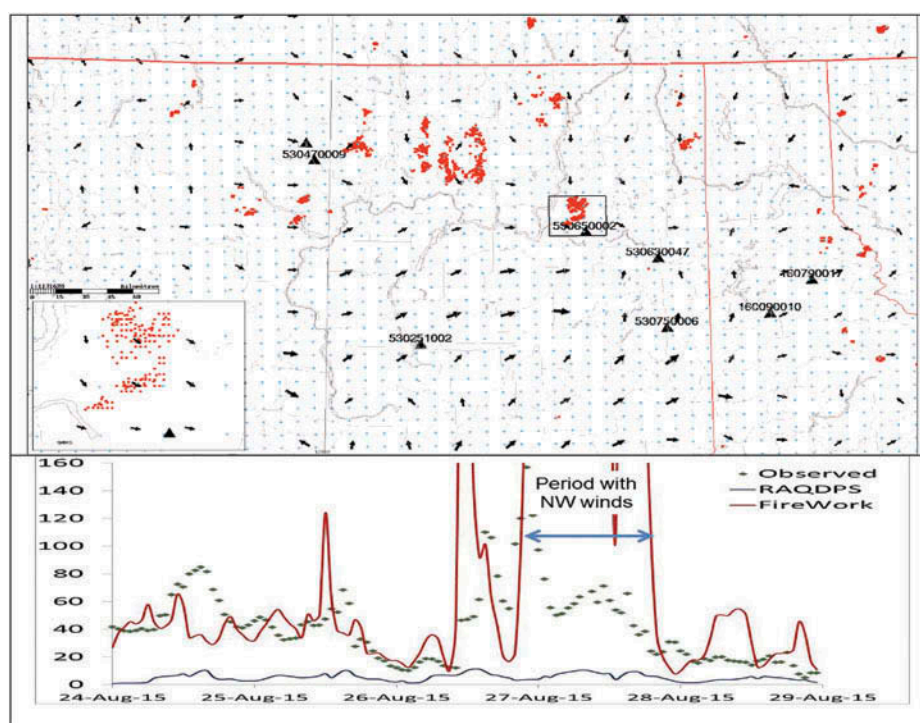 530470009
550650002
530630047
160790017
160090010
530750006
530251002
160
140
120
100
80
60
40
20
0
Period with
NW winds
Observed
RAQDPS
FireWork
24-Aug-15
25-Aug-15
26-Aug-15
27-Aug-15
28-Aug-15
29-Aug-15